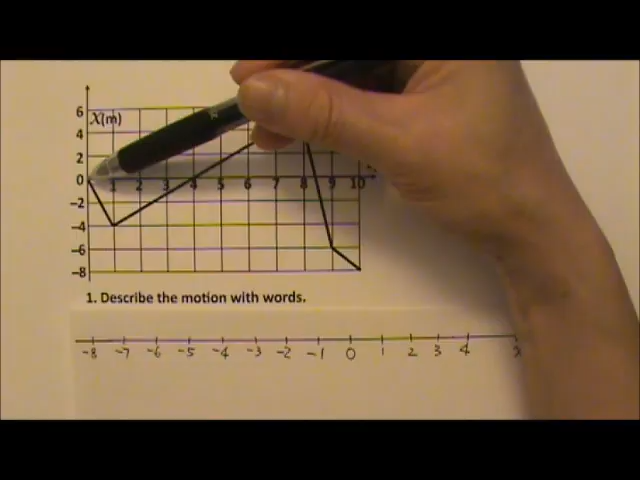 6 X(m)
4
2
0 1 2 3 4 5 6 7 8 9 10
-2
-4
-6
-8
1. Describe the motion with words.
-8 -7 -6 -5 -4 -3 -2 -1 0 1 2 3 4 X